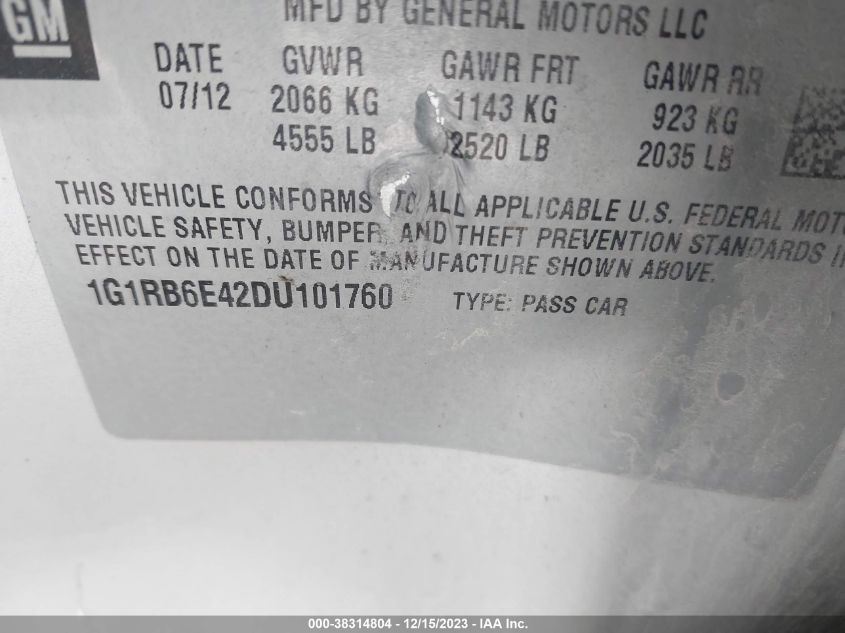 GM
MFD BY GENERAL MOTORS LLC
DATE GVWR GAWR FRT GAWR RR
07/12 2066 KG 1143 KG 923 KG
4555 LB 2520 LB 2035 LB
THIS VEHICLE CONFORMS TO ALL APPLICABLE U.S. FEDERAL MOT
VEHICLE SAFETY, BUMPER, AND THEFT PREVENTION STANDARDS I
EFFECT ON THE DATE OF MANUFACTURE SHOWN ABOVE.
1G1RB6E42DU101760 TYPE: PASS CAR
000-38314804 - 12/15/2023 - IAA Inc.